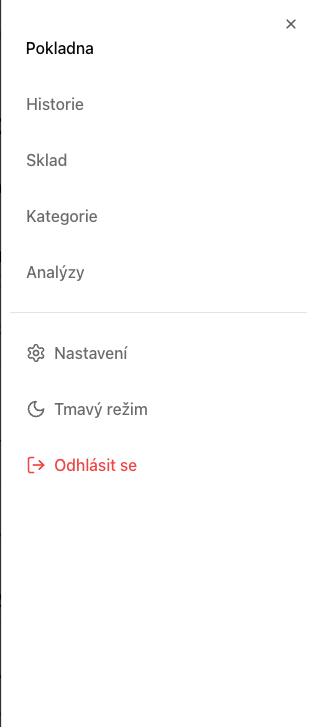 Pokladna
Historie
Sklad
Kategorie
Analýzy
Nastavení
Tmavý režim
Odhlásit se